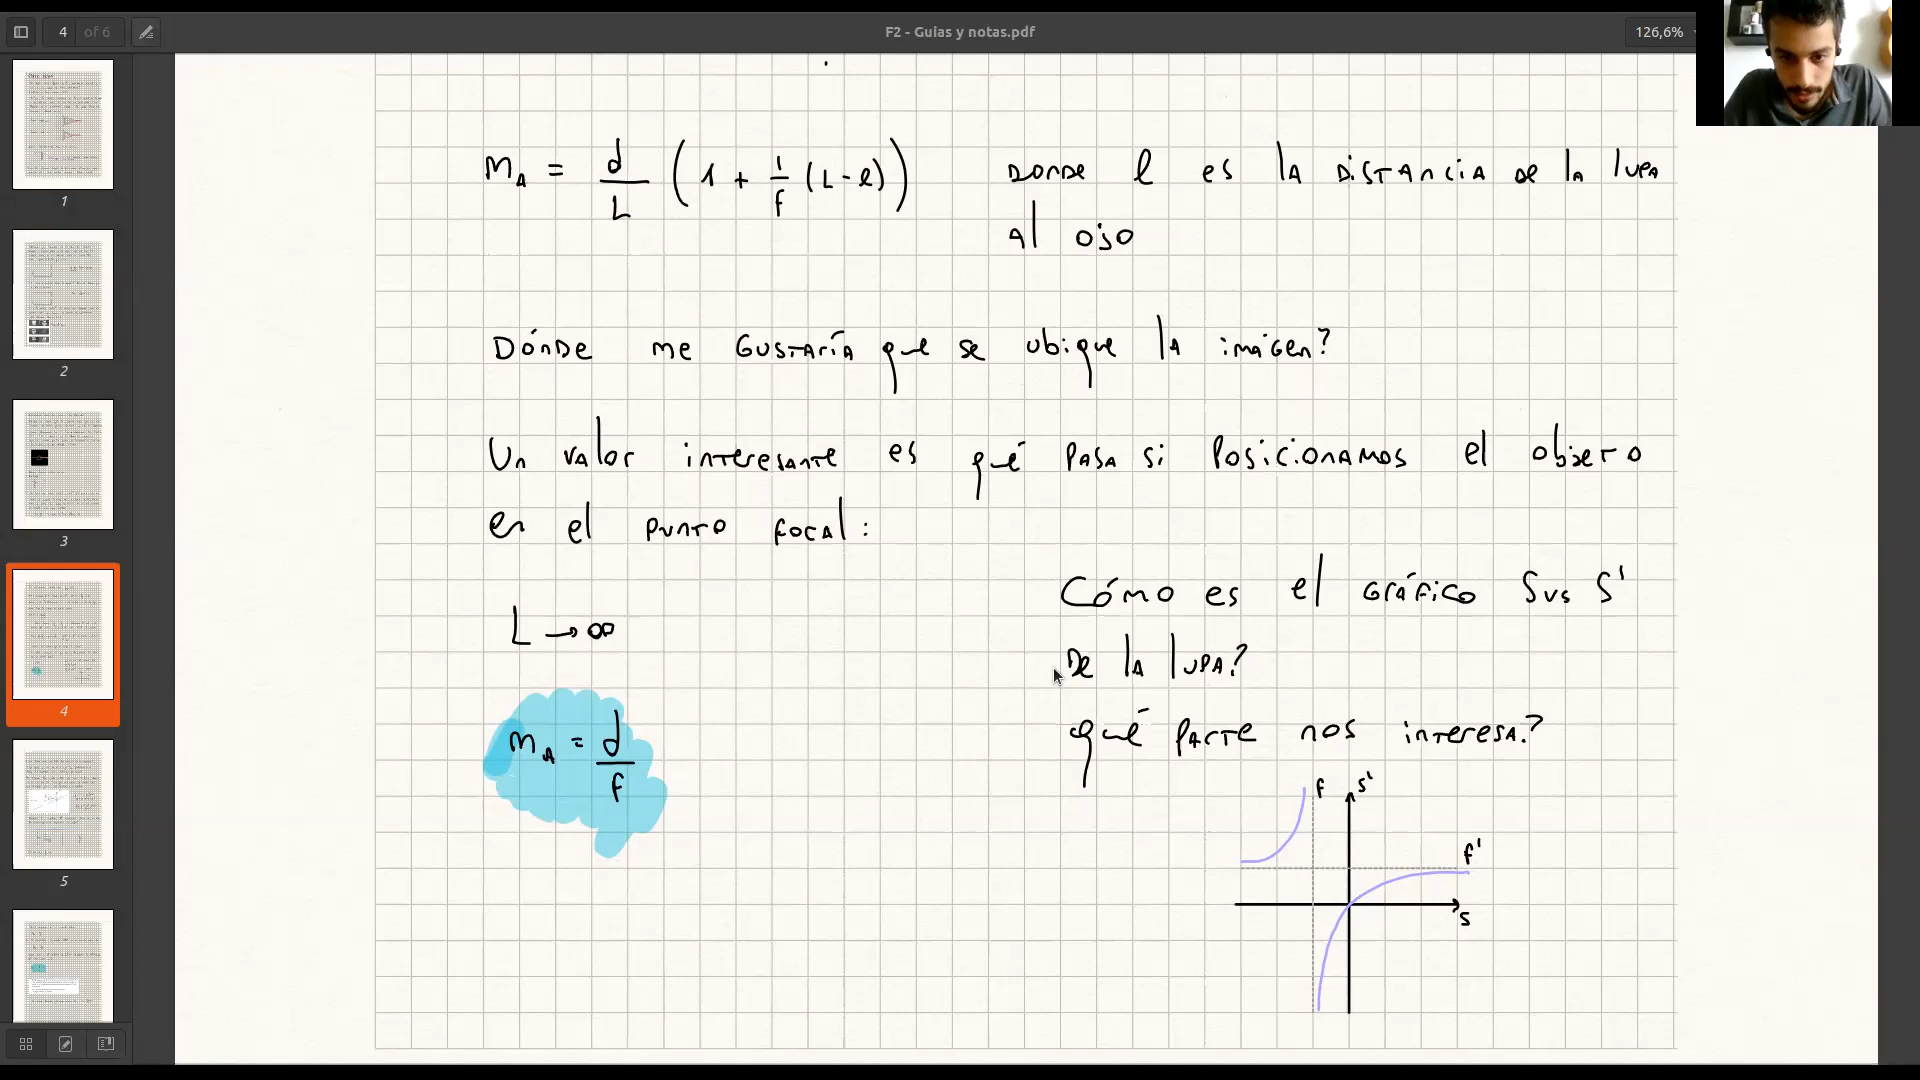 4 of 6
F2 - Guias y notas.pdf
126,6%
1
2
3
4
5
M_A = d/L (1 + 1/f (L - l)) Donde l es la distancia de la lupa
al ojo
Dónde me gustaría que se ubique la imágen?
Un valor interesante es qué pasa si posicionamos el objeto
en el punto focal:
L → ∞
M_A = d/f
Cómo es el gráfico S vs S'
De la lupa?
qué parte nos interesa?
f S'
f'
S